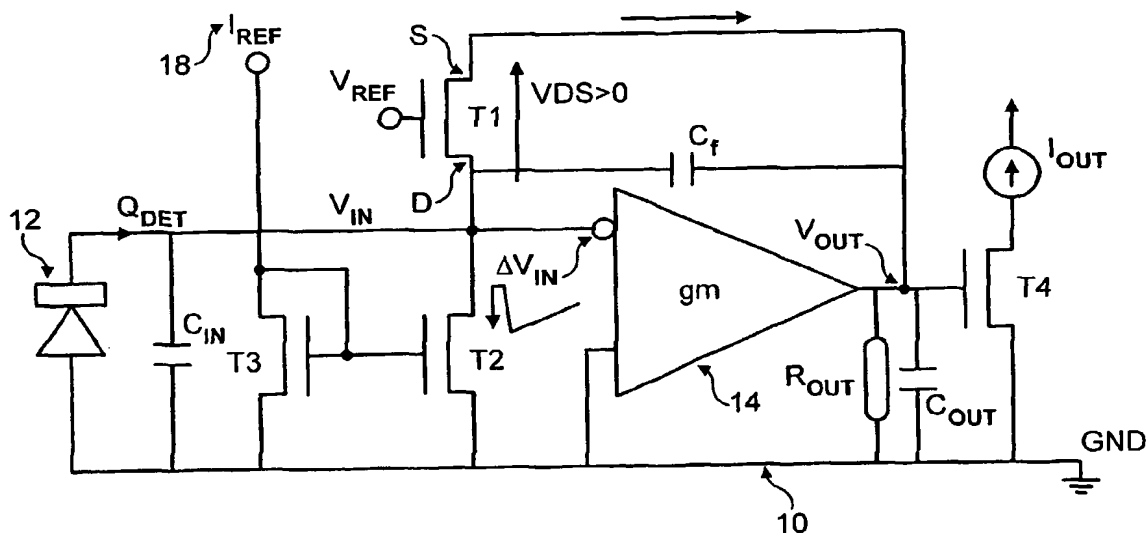 18
I_REF
S
V_REF
T1
VDS>0
C_f
I_OUT
D
12
Q_DET
V_IN
V_OUT
ΔV_IN
gm
T4
C_IN
T3
T2
14
R_OUT
C_OUT
GND
10